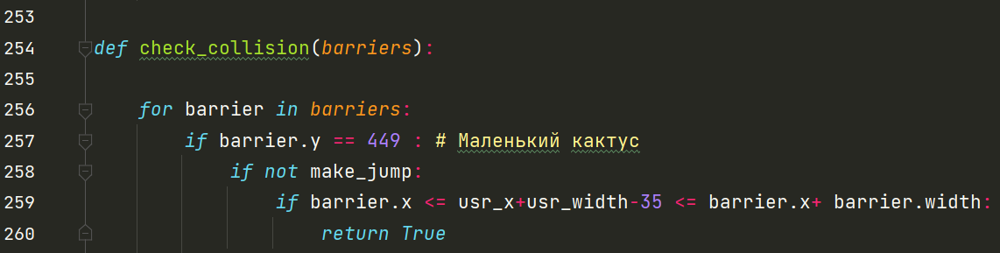 253
254 def check_collision(barriers):
255
256 for barrier in barriers:
257 if barrier.y == 449 : # Маленький кактус
258 if not make_jump:
259 if barrier.x <= usr_x+usr_width-35 <= barrier.x+ barrier.width:
260 return True